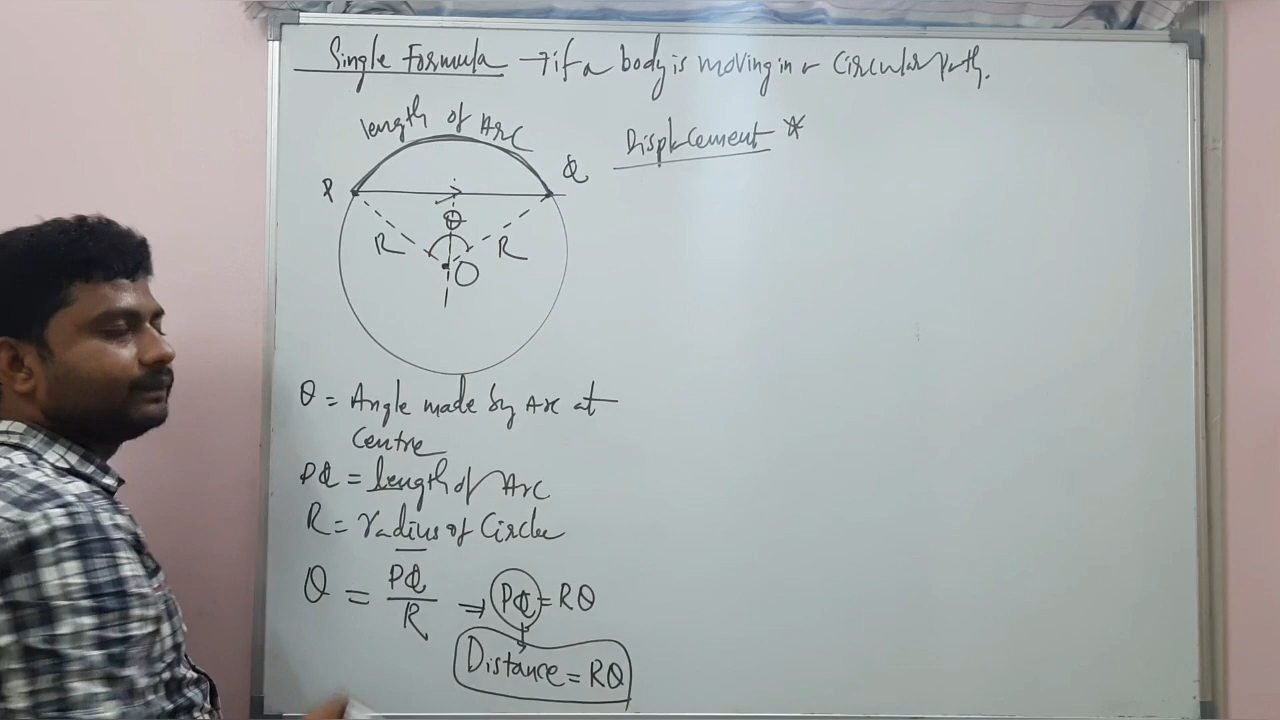 Single Formula → if a body is moving in a Circular Path.
length of Arc
Displcement *
P
Q
θ
R
R
O
θ = Angle made by Arc at
Centre
PQ = length of Arc
R = radius of Circle
θ = PQ/R ⇒ PQ = Rθ
Distance = Rθ